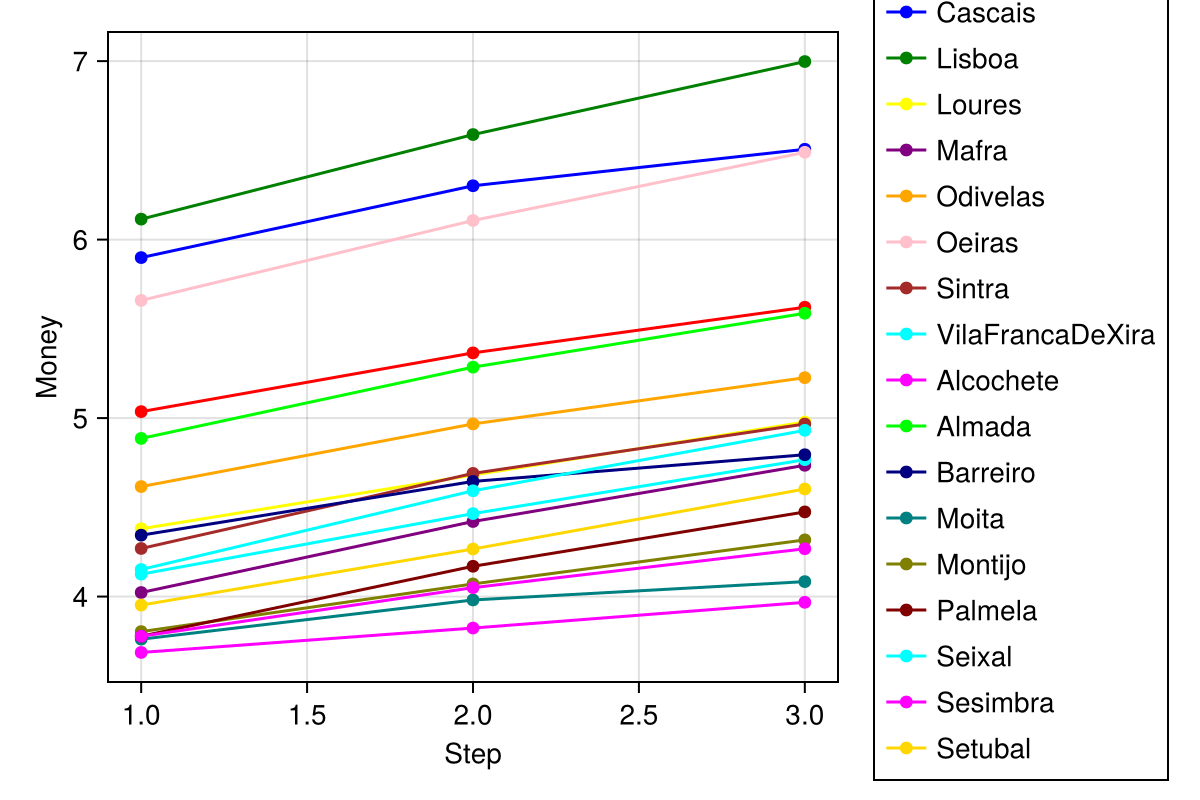 7
6
5
4
Money
1.0
1.5
2.0
2.5
3.0
Step
Cascais
Lisboa
Loures
Mafra
Odivelas
Oeiras
Sintra
VilaFrancaDeXira
Alcochete
Almada
Barreiro
Moita
Montijo
Palmela
Seixal
Sesimbra
Setubal